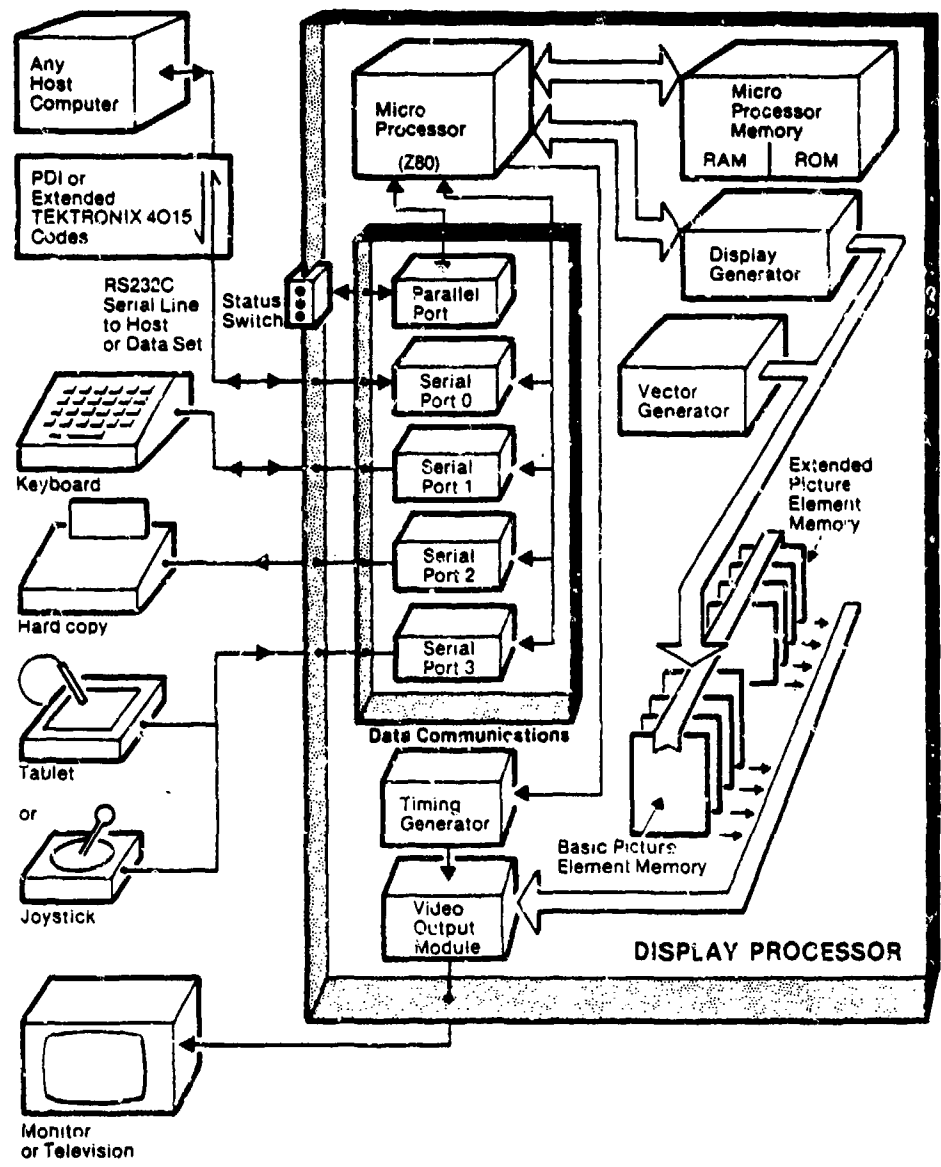 Any
Host
Computer
PDI or
Extended
TEKTRONIX 4015
Codes
RS232C
Serial Line
to Host
or Data Set
Status
Switch
Keyboard
Hard copy
Tablet
or
Joystick
Monitor
or Television
Micro
Processor
(Z80)
Micro
Processor
Memory
RAM
ROM
Display
Generator
Vector
Generator
Parallel
Port
Serial
Port 0
Serial
Port 1
Serial
Port 2
Serial
Port 3
Data Communications
Timing
Generator
Video
Output
Module
Extended
Picture
Element
Memory
Basic Picture
Element Memory
DISPLAY PROCESSOR